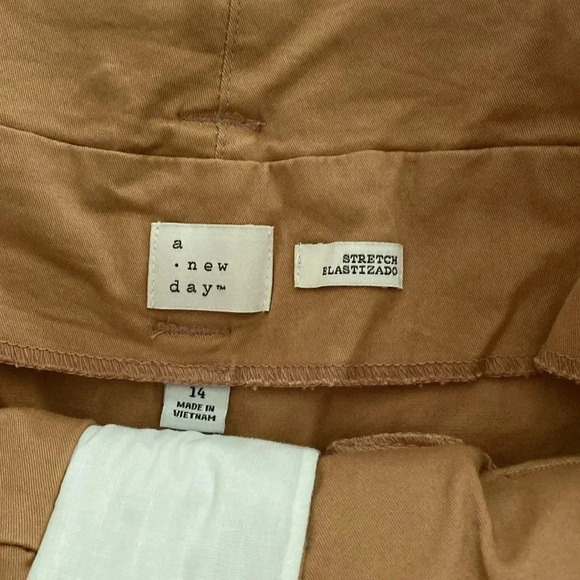 a
· new
day™
STRETCH
ELASTIZADO
14
MADE IN
VIETNAM